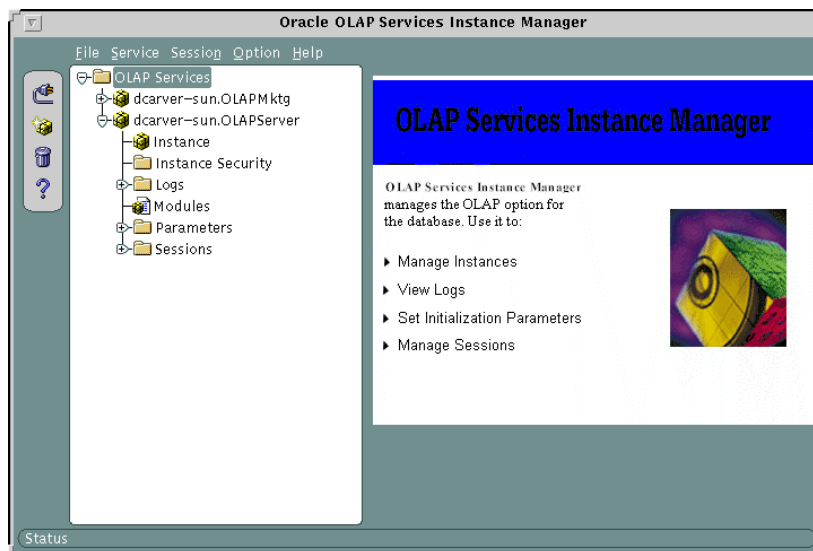 Oracle OLAP Services Instance Manager
File Service Session Option Help
OLAP Services
dcarver-sun.OLAPMktg
dcarver-sun.OLAPServer
Instance
Instance Security
Logs
Modules
Parameters
Sessions
?
OLAP Services Instance Manager
OLAP Services Instance Manager
manages the OLAP option for
the database. Use it to:
Manage Instances
View Logs
Set Initialization Parameters
Manage Sessions
Status